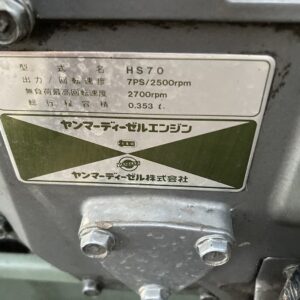 型式名 HS70
出力/回転速度 7PS/2500rpm
無負荷最高回転速度 2700rpm
総行程容積 0.353ℓ.
ヤンマーディーゼルエンジン
ヤンマーディーゼル株式会社